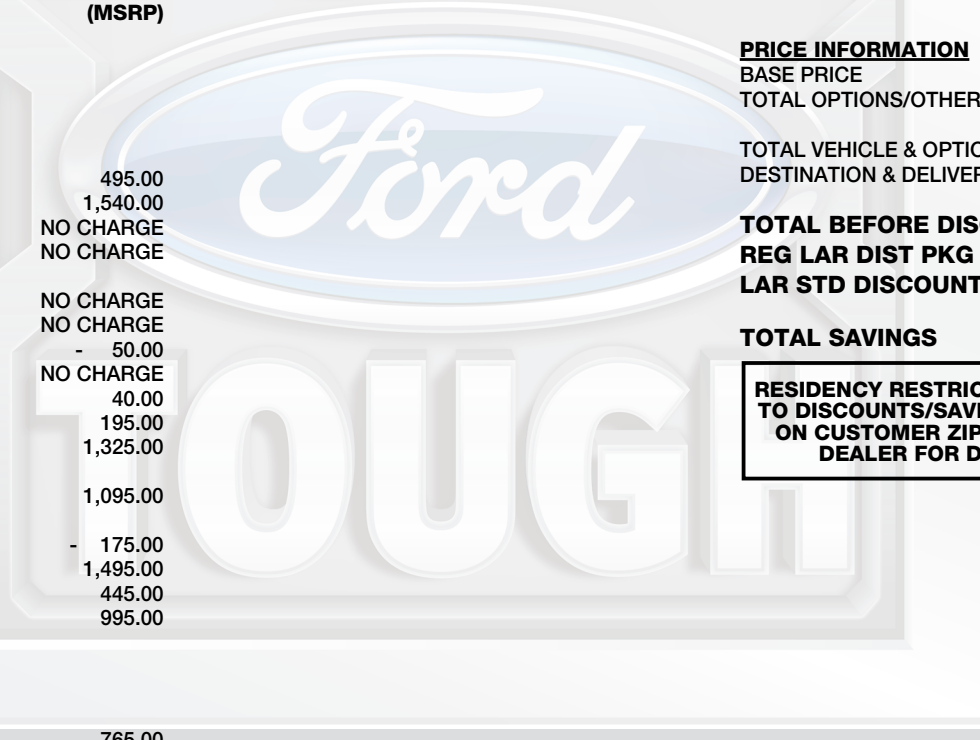 (MSRP)
495.00
1,540.00
NO CHARGE
NO CHARGE
NO CHARGE
NO CHARGE
- 50.00
NO CHARGE
40.00
195.00
1,325.00
1,095.00
- 175.00
1,495.00
445.00
995.00
765.00
Ford
TOUGH
PRICE INFORMATION
BASE PRICE
TOTAL OPTIONS/OTHER
TOTAL VEHICLE & OPTIO
DESTINATION & DELIVER
TOTAL BEFORE DIS
REG LAR DIST PKG
LAR STD DISCOUNT
TOTAL SAVINGS
RESIDENCY RESTRIC
TO DISCOUNTS/SAVI
ON CUSTOMER ZIP
DEALER FOR D